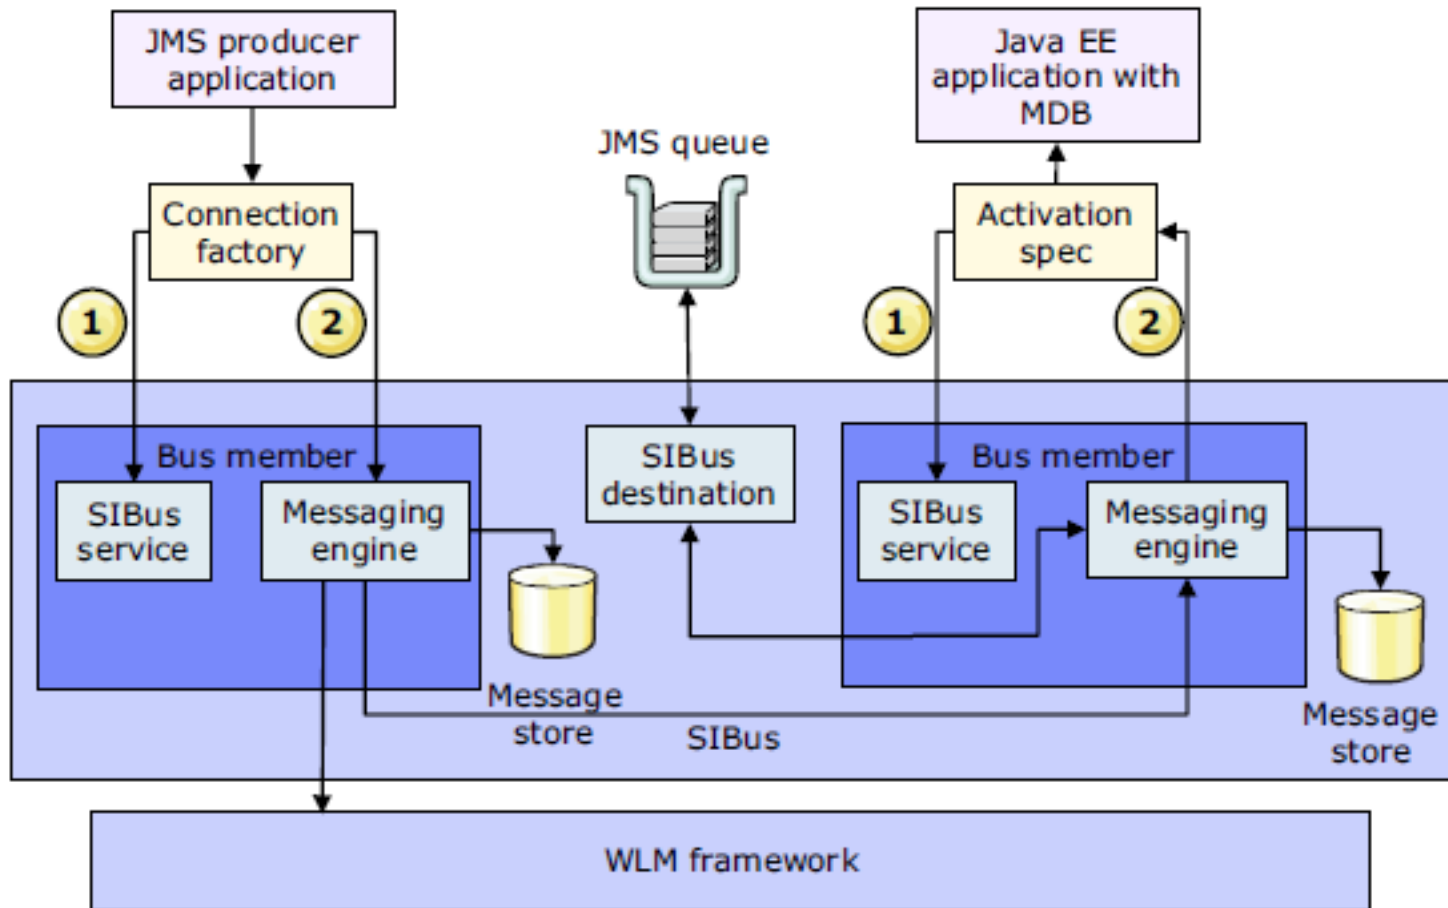 JMS producer
application
Java EE
application with
MDB
JMS queue
Connection
factory
Activation
spec
1
2
1
2
Bus member
SIBus
service
Messaging
engine
SIBus
destination
Bus member
SIBus
service
Messaging
engine
Message
store
SIBus
Message
store
WLM framework